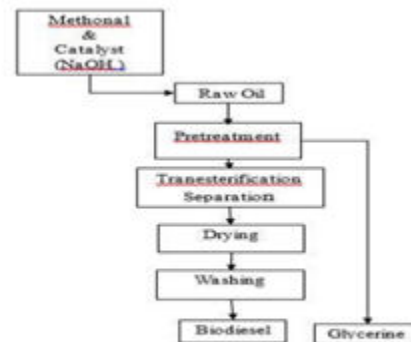 Methonal
&
Catalyst
(NaOH,)
Raw Oil
Pretreatment
Tranesterification
Separation
Drying
Washing
Biodiesel
Glycerine